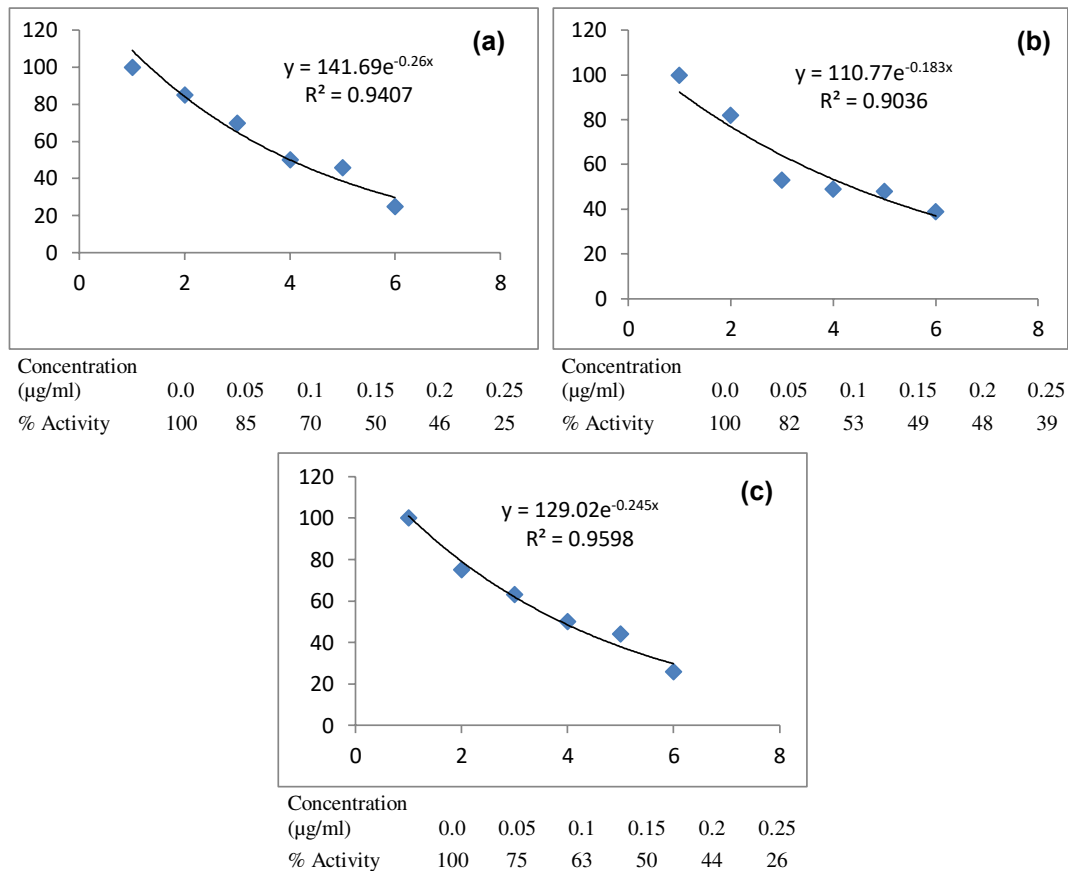 (a)
y = 141.69e^-0.26x
R² = 0.9407
120
100
80
60
40
20
0
0 2 4 6 8
Concentration
(µg/ml) 0.0 0.05 0.1 0.15 0.2 0.25
% Activity 100 85 70 50 46 25
(b)
y = 110.77e^-0.183x
R² = 0.9036
120
100
80
60
40
20
0
0 2 4 6 8
Concentration
(µg/ml) 0.0 0.05 0.1 0.15 0.2 0.25
% Activity 100 82 53 49 48 39
(c)
y = 129.02e^-0.245x
R² = 0.9598
120
100
80
60
40
20
0
0 2 4 6 8
Concentration
(µg/ml) 0.0 0.05 0.1 0.15 0.2 0.25
% Activity 100 75 63 50 44 26